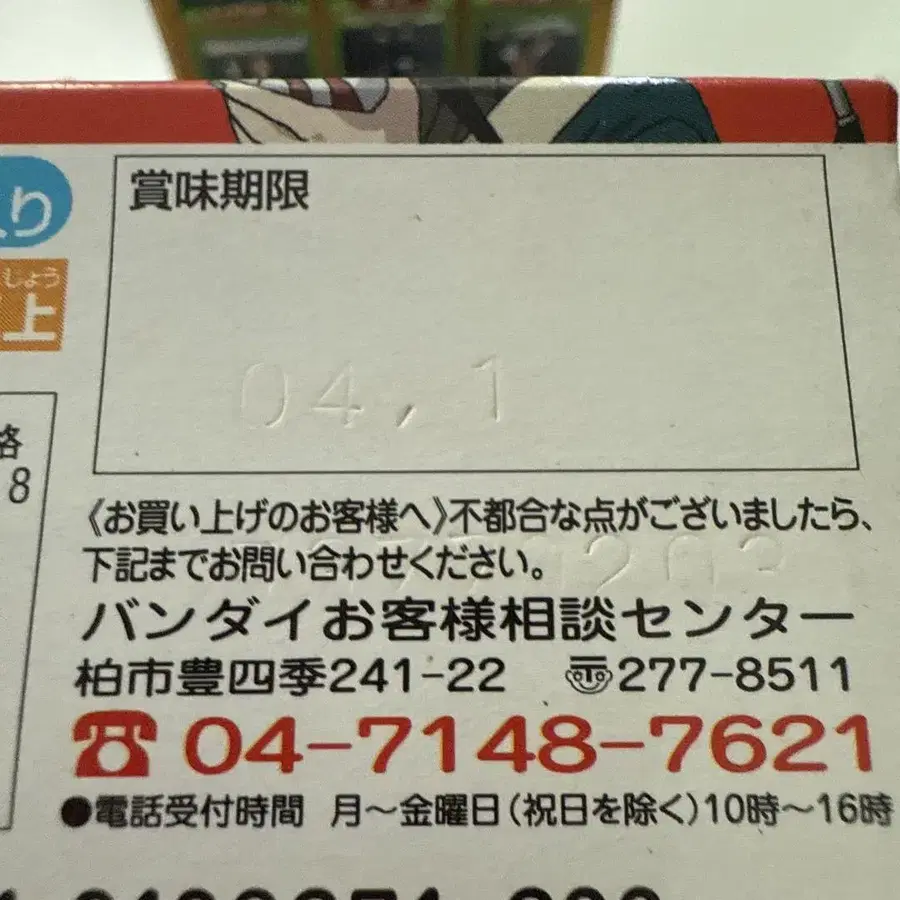 り
賞味期限
じょう
上
04,1
格
8
《お買い上げのお客様へ》不都合な点がございましたら、
下記までお問い合わせください。
バンダイお客様相談センター
柏市豊四季241-22 277-8511
04-7148-7621
●電話受付時間 月〜金曜日(祝日を除く)10時〜16時